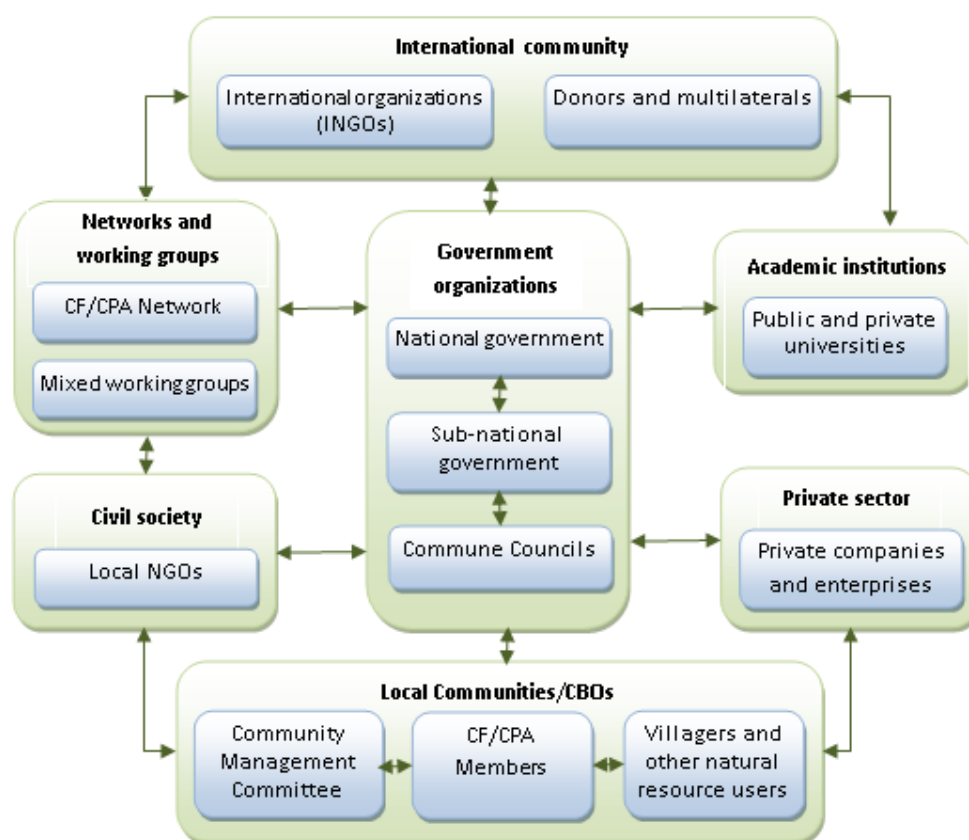 International community
International organizations
(INGOs)
Donors and multilaterals
Networks and
working groups
CF/CPA Network
Mixed working groups
Government
organizations
National government
Sub-national
government
Commune Councils
Academic institutions
Public and private
universities
Civil society
Local NGOs
Private sector
Private companies
and enterprises
Local Communities/CBOs
Community
Management
Committee
CF/CPA
Members
Villagers and
other natural
resource users